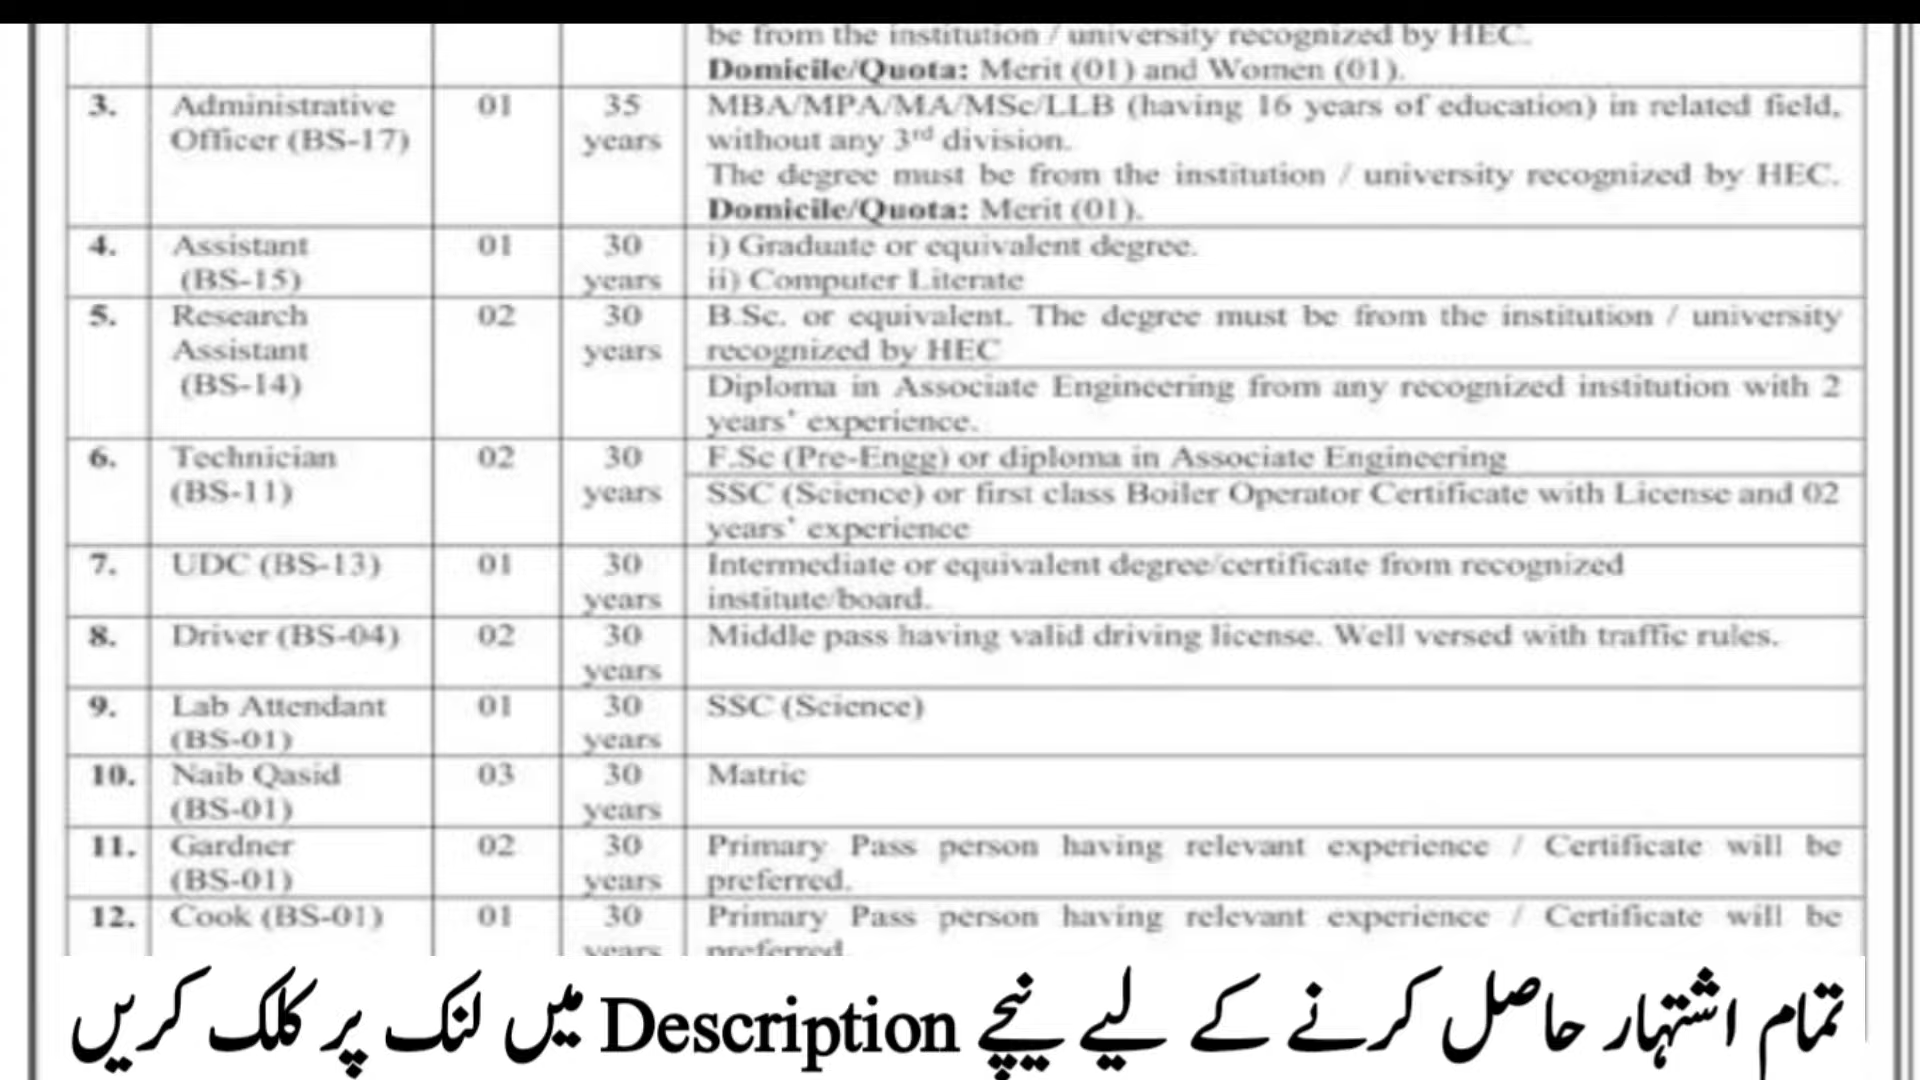 be from the institution / university recognized by HEC.
Domicile/Quota: Merit (01) and Women (01).
3. Administrative Officer (BS-17) 01 35 years MBA/MPA/MA/MSc/LLB (having 16 years of education) in related field,
without any 3rd division.
The degree must be from the institution / university recognized by HEC.
Domicile/Quota: Merit (01).
4. Assistant (BS-15) 01 30 years i) Graduate or equivalent degree.
ii) Computer Literate
5. Research Assistant (BS-14) 02 30 years B.Sc. or equivalent. The degree must be from the institution / university
recognized by HEC
Diploma in Associate Engineering from any recognized institution with 2
years' experience.
6. Technician (BS-11) 02 30 years F.Sc (Pre-Engg) or diploma in Associate Engineering
SSC (Science) or first class Boiler Operator Certificate with License and 02
years' experience
7. UDC (BS-13) 01 30 years Intermediate or equivalent degree/certificate from recognized
institute/board.
8. Driver (BS-04) 02 30 years Middle pass having valid driving license. Well versed with traffic rules.
9. Lab Attendant (BS-01) 01 30 years SSC (Science)
10. Naib Qasid (BS-01) 03 30 years Matric
11. Gardner (BS-01) 02 30 years Primary Pass person having relevant experience / Certificate will be
preferred.
12. Cook (BS-01) 01 30 years Primary Pass person having relevant experience / Certificate will be
preferred.
تمام اشتہار حاصل کرنے کے لیے نیچے Description میں لنک پر کلک کریں